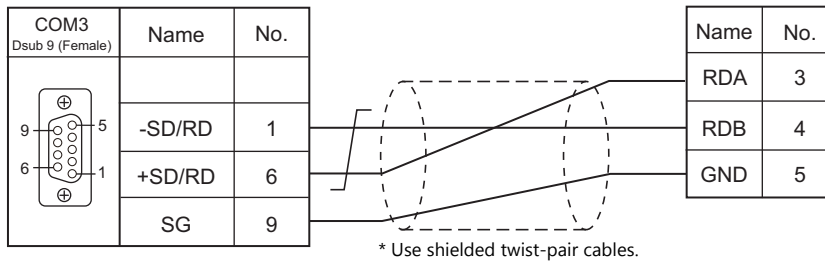 COM3
Dsub 9 (Female)
Name No.
9 5
6 1
-SD/RD 1
+SD/RD 6
SG 9
Name No.
RDA 3
RDB 4
GND 5
* Use shielded twist-pair cables.